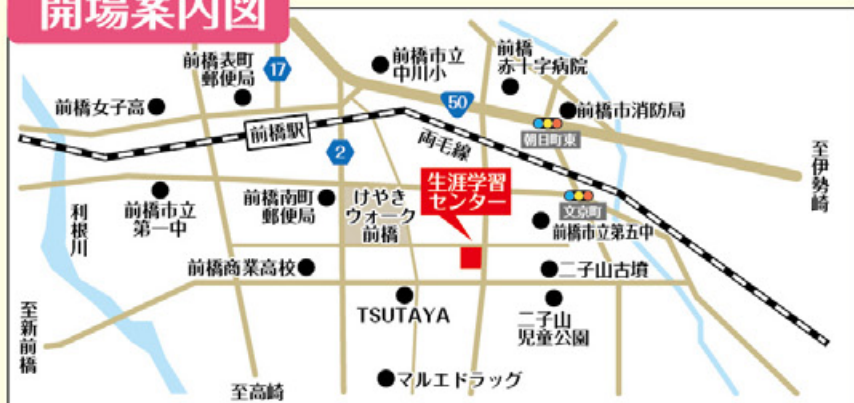 開場案内図
前橋表町
郵便局
17
前橋市立
中川小
前橋
赤十字病院
前橋女子高
50
前橋市消防局
前橋駅
両毛線
朝日町東
2
至伊勢崎
生涯学習
センター
前橋市立
第一中
利根川
前橋南町
郵便局
けやき
ウォーク
前橋
文京町
前橋市立第五中
前橋商業高校
二子山古墳
TSUTAYA
二子山
児童公園
至新前橋
至高崎
マルエドラッグ